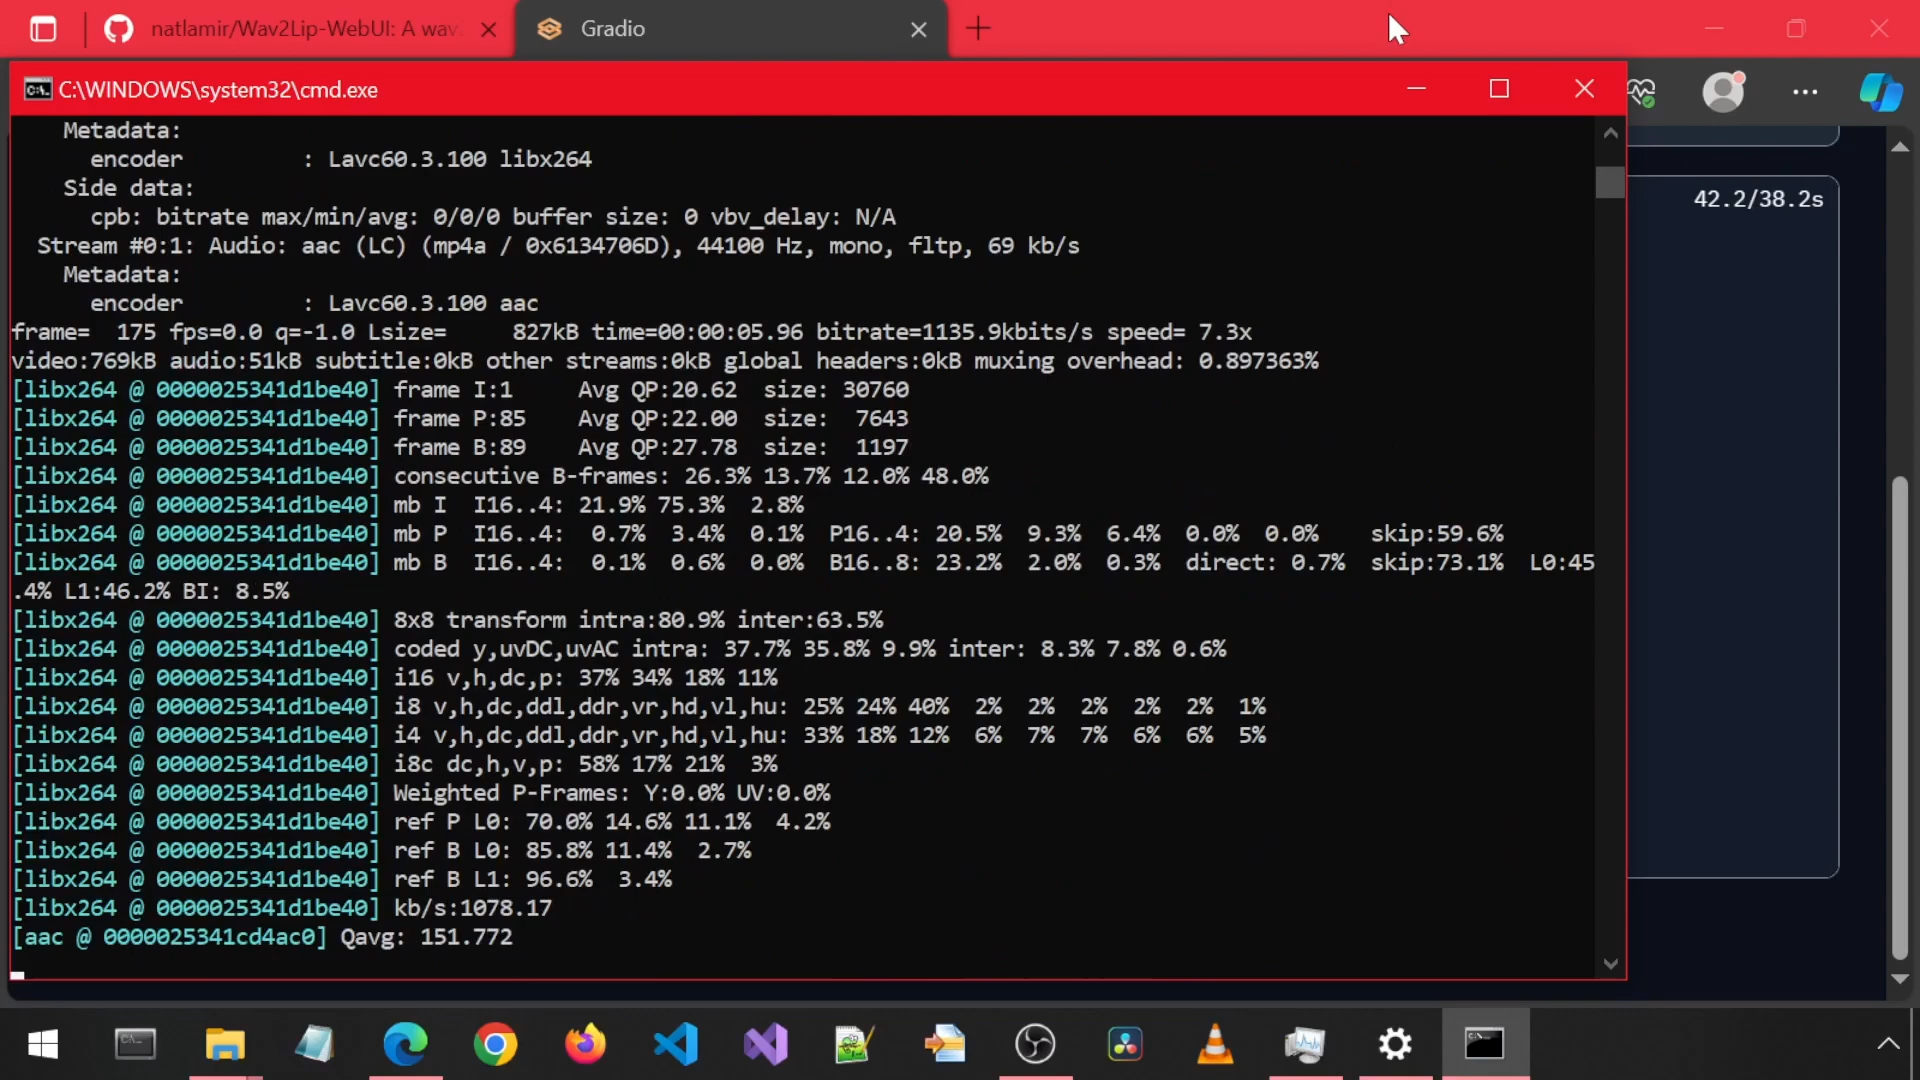 natlamir/Wav2Lip-WebUI: A wav
Gradio
C:\WINDOWS\system32\cmd.exe
42.2/38.2s
Metadata:
encoder : Lavc60.3.100 libx264
Side data:
cpb: bitrate max/min/avg: 0/0/0 buffer size: 0 vbv_delay: N/A
Stream #0:1: Audio: aac (LC) (mp4a / 0x6134706D), 44100 Hz, mono, fltp, 69 kb/s
Metadata:
encoder : Lavc60.3.100 aac
frame= 175 fps=0.0 q=-1.0 Lsize= 827kB time=00:00:05.96 bitrate=1135.9kbits/s speed= 7.3x
video:769kB audio:51kB subtitle:0kB other streams:0kB global headers:0kB muxing overhead: 0.897363%
[libx264 @ 0000025341d1be40] frame I:1 Avg QP:20.62 size: 30760
[libx264 @ 0000025341d1be40] frame P:85 Avg QP:22.00 size: 7643
[libx264 @ 0000025341d1be40] frame B:89 Avg QP:27.78 size: 1197
[libx264 @ 0000025341d1be40] consecutive B-frames: 26.3% 13.7% 12.0% 48.0%
[libx264 @ 0000025341d1be40] mb I I16..4: 21.9% 75.3% 2.8%
[libx264 @ 0000025341d1be40] mb P I16..4: 0.7% 3.4% 0.1% P16..4: 20.5% 9.3% 6.4% 0.0% 0.0% skip:59.6%
[libx264 @ 0000025341d1be40] mb B I16..4: 0.1% 0.6% 0.0% B16..8: 23.2% 2.0% 0.3% direct: 0.7% skip:73.1% L0:45
.4% L1:46.2% BI: 8.5%
[libx264 @ 0000025341d1be40] 8x8 transform intra:80.9% inter:63.5%
[libx264 @ 0000025341d1be40] coded y,uvDC,uvAC intra: 37.7% 35.8% 9.9% inter: 8.3% 7.8% 0.6%
[libx264 @ 0000025341d1be40] i16 v,h,dc,p: 37% 34% 18% 11%
[libx264 @ 0000025341d1be40] i8 v,h,dc,ddl,ddr,vr,hd,vl,hu: 25% 24% 40% 2% 2% 2% 2% 2% 1%
[libx264 @ 0000025341d1be40] i4 v,h,dc,ddl,ddr,vr,hd,vl,hu: 33% 18% 12% 6% 7% 7% 6% 6% 5%
[libx264 @ 0000025341d1be40] i8c dc,h,v,p: 58% 17% 21% 3%
[libx264 @ 0000025341d1be40] Weighted P-Frames: Y:0.0% UV:0.0%
[libx264 @ 0000025341d1be40] ref P L0: 70.0% 14.6% 11.1% 4.2%
[libx264 @ 0000025341d1be40] ref B L0: 85.8% 11.4% 2.7%
[libx264 @ 0000025341d1be40] ref B L1: 96.6% 3.4%
[libx264 @ 0000025341d1be40] kb/s:1078.17
[aac @ 0000025341cd4ac0] Qavg: 151.772